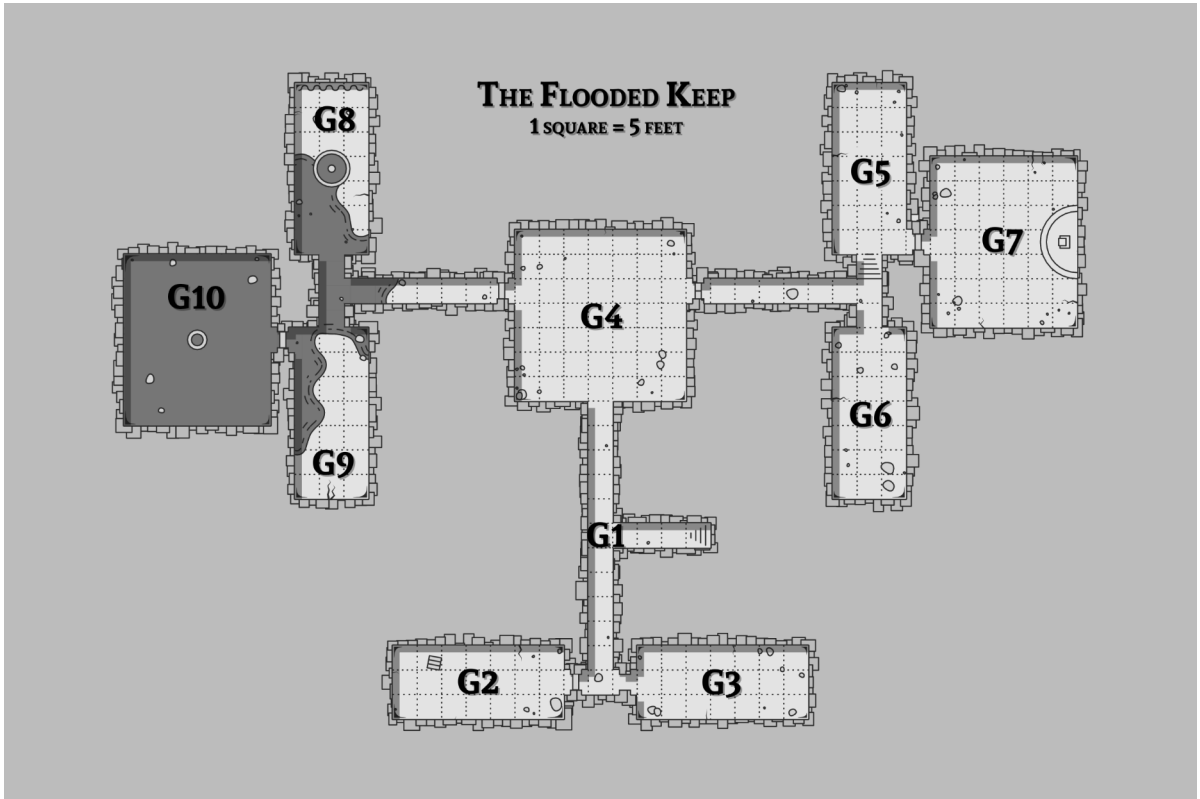 The Flooded Keep
1 square = 5 feet
G8
G5
G7
G10
G4
G6
G9
G1
G2
G3